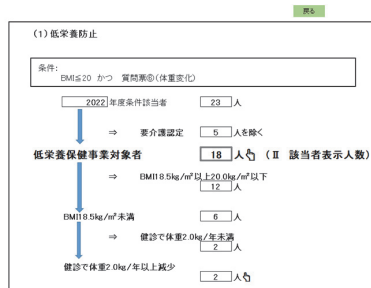 戻る
(1)低栄養防止
条件:
BMI≦20 かつ 質問票⑥(体重変化)
2022 年度条件該当者 23 人
⇒ 要介護認定 5 人を除く
低栄養保健事業対象者 18 人 (Ⅱ 該当者表示人数)
⇒ BMI18.5kg/m²以上20.0kg/m²以下
12 人
BMI18.5kg/m²未満 6 人
⇒ 健診で体重2.0kg/年未満
2 人
健診で体重2.0kg/年以上減少
2 人